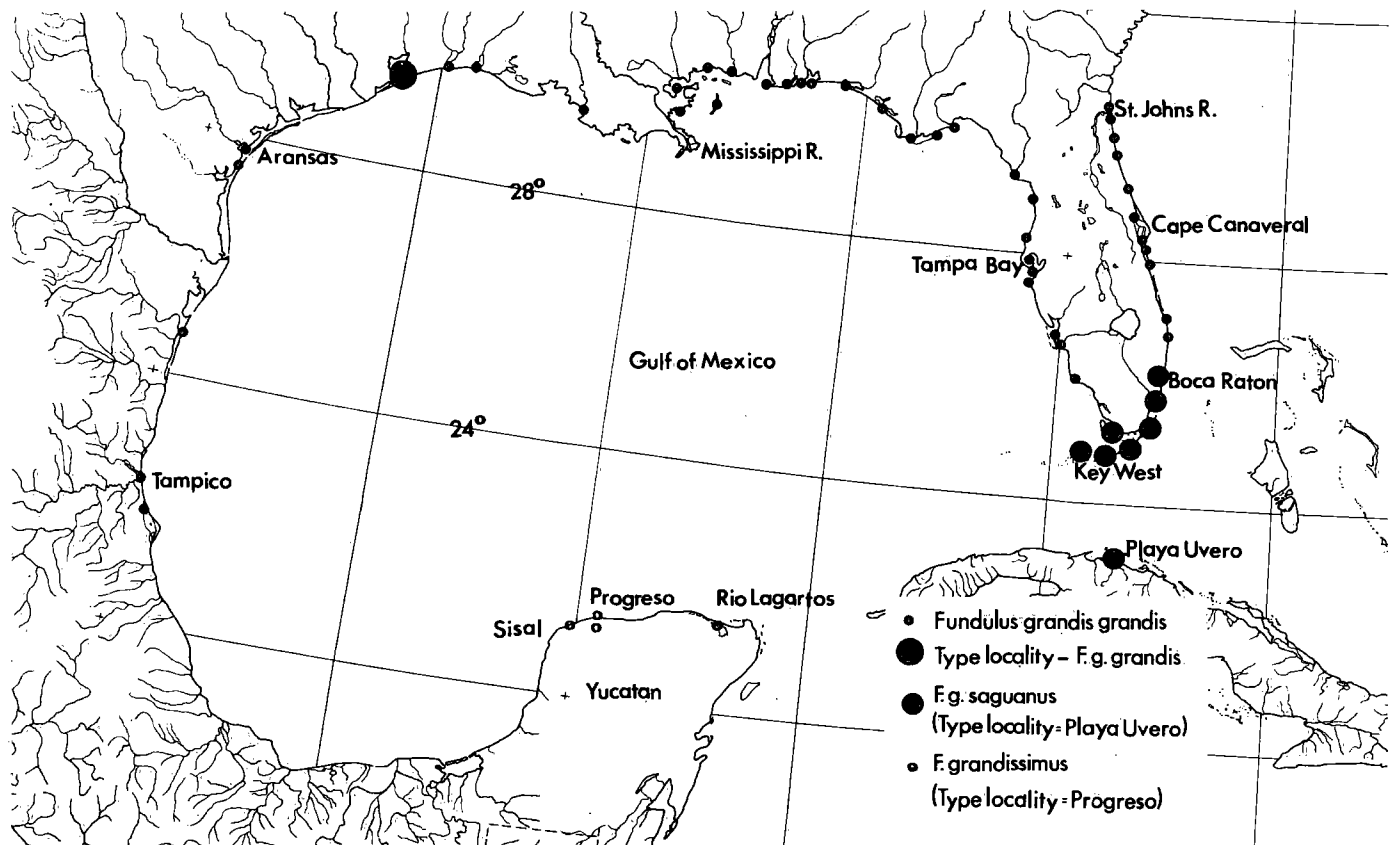 St. Johns R.
Aransas
Mississippi R.
28°
Cape Canaveral
Tampa Bay
Gulf of Mexico
Boca Raton
24°
Key West
Tampico
Playa Uvero
Progreso
Rio Lagartos
Sisal
Yucatan
Fundulus grandis grandis
Type locality – F. g. grandis
F. g. saguanus
(Type locality = Playa Uvero)
F. grandissimus
(Type locality = Progreso)